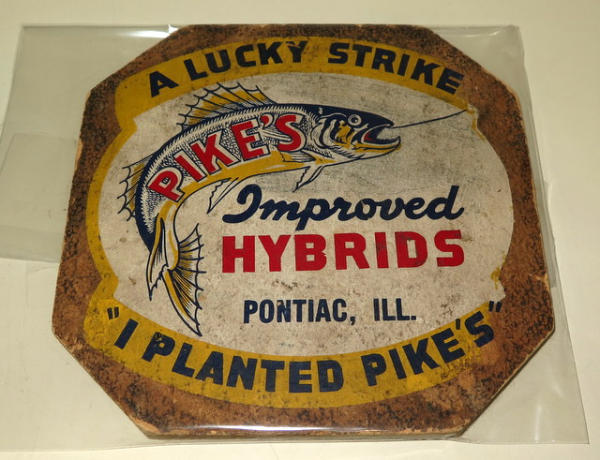 A LUCKY STRIKE
PIKE'S
Improved
HYBRIDS
PONTIAC, ILL.
"I PLANTED PIKE'S"